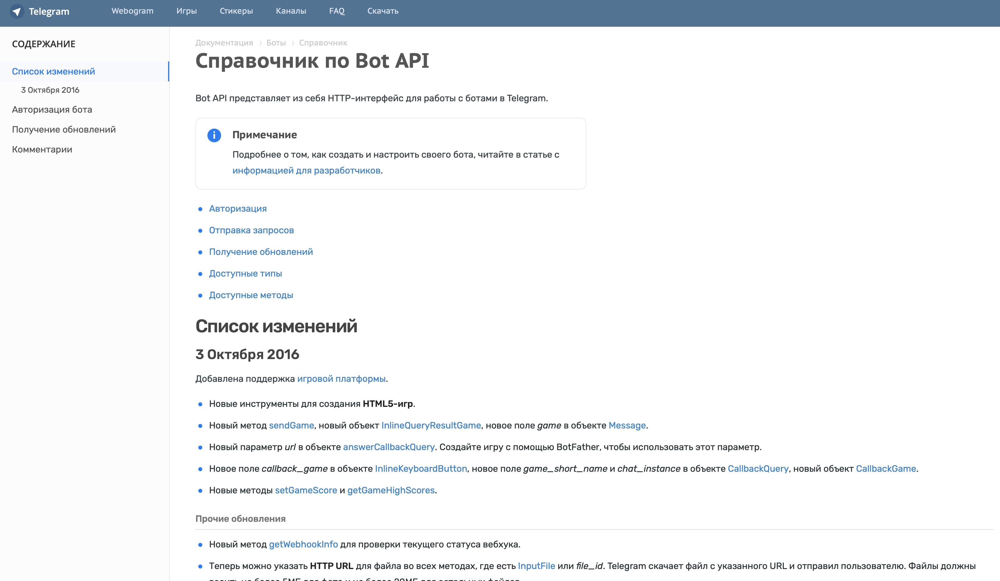 Telegram Webogram Игры Стикеры Каналы FAQ Скачать
СОДЕРЖАНИЕ
Список изменений
3 Октября 2016
Авторизация бота
Получение обновлений
Комментарии
Документация › Боты › Справочник
Справочник по Bot API
Bot API представляет из себя HTTP-интерфейс для работы с ботами в Telegram.
Примечание
Подробнее о том, как создать и настроить своего бота, читайте в статье с
информацией для разработчиков.
Авторизация
Отправка запросов
Получение обновлений
Доступные типы
Доступные методы
Список изменений
3 Октября 2016
Добавлена поддержка игровой платформы.
Новые инструменты для создания HTML5-игр.
Новый метод sendGame, новый объект InlineQueryResultGame, новое поле game в объекте Message.
Новый параметр url в объекте answerCallbackQuery. Создайте игру с помощью BotFather, чтобы использовать этот параметр.
Новое поле callback_game в объекте InlineKeyboardButton, новое поле game_short_name и chat_instance в объекте CallbackQuery, новый объект CallbackGame.
Новые методы setGameScore и getGameHighScores.
Прочие обновления
Новый метод getWebhookInfo для проверки текущего статуса вебхука.
Теперь можно указать HTTP URL для файла во всех методах, где есть InputFile или file_id. Telegram скачает файл с указанного URL и отправил пользователю. Файлы должны